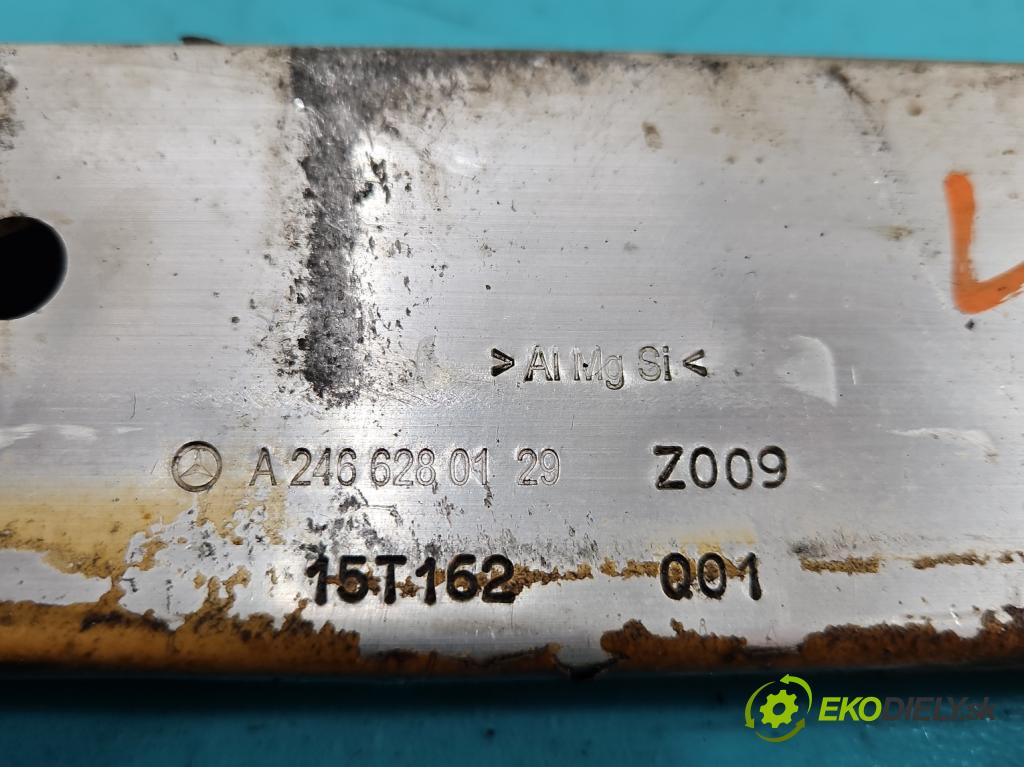 >Al Mg Si<
A 246 628 01 29 Z009
15T162 Q01
EKODIELY.sk